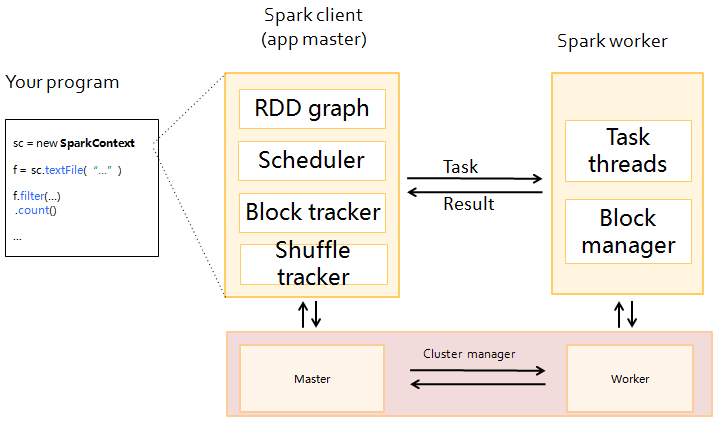 Spark client
(app master)
Spark worker
Your program
sc = new SparkContext
f = sc.textFile( “...” )
f.filter(...)
.count()
...
RDD graph
Scheduler
Block tracker
Shuffle
tracker
Task
Result
Task
threads
Block
manager
Cluster manager
Master
Worker